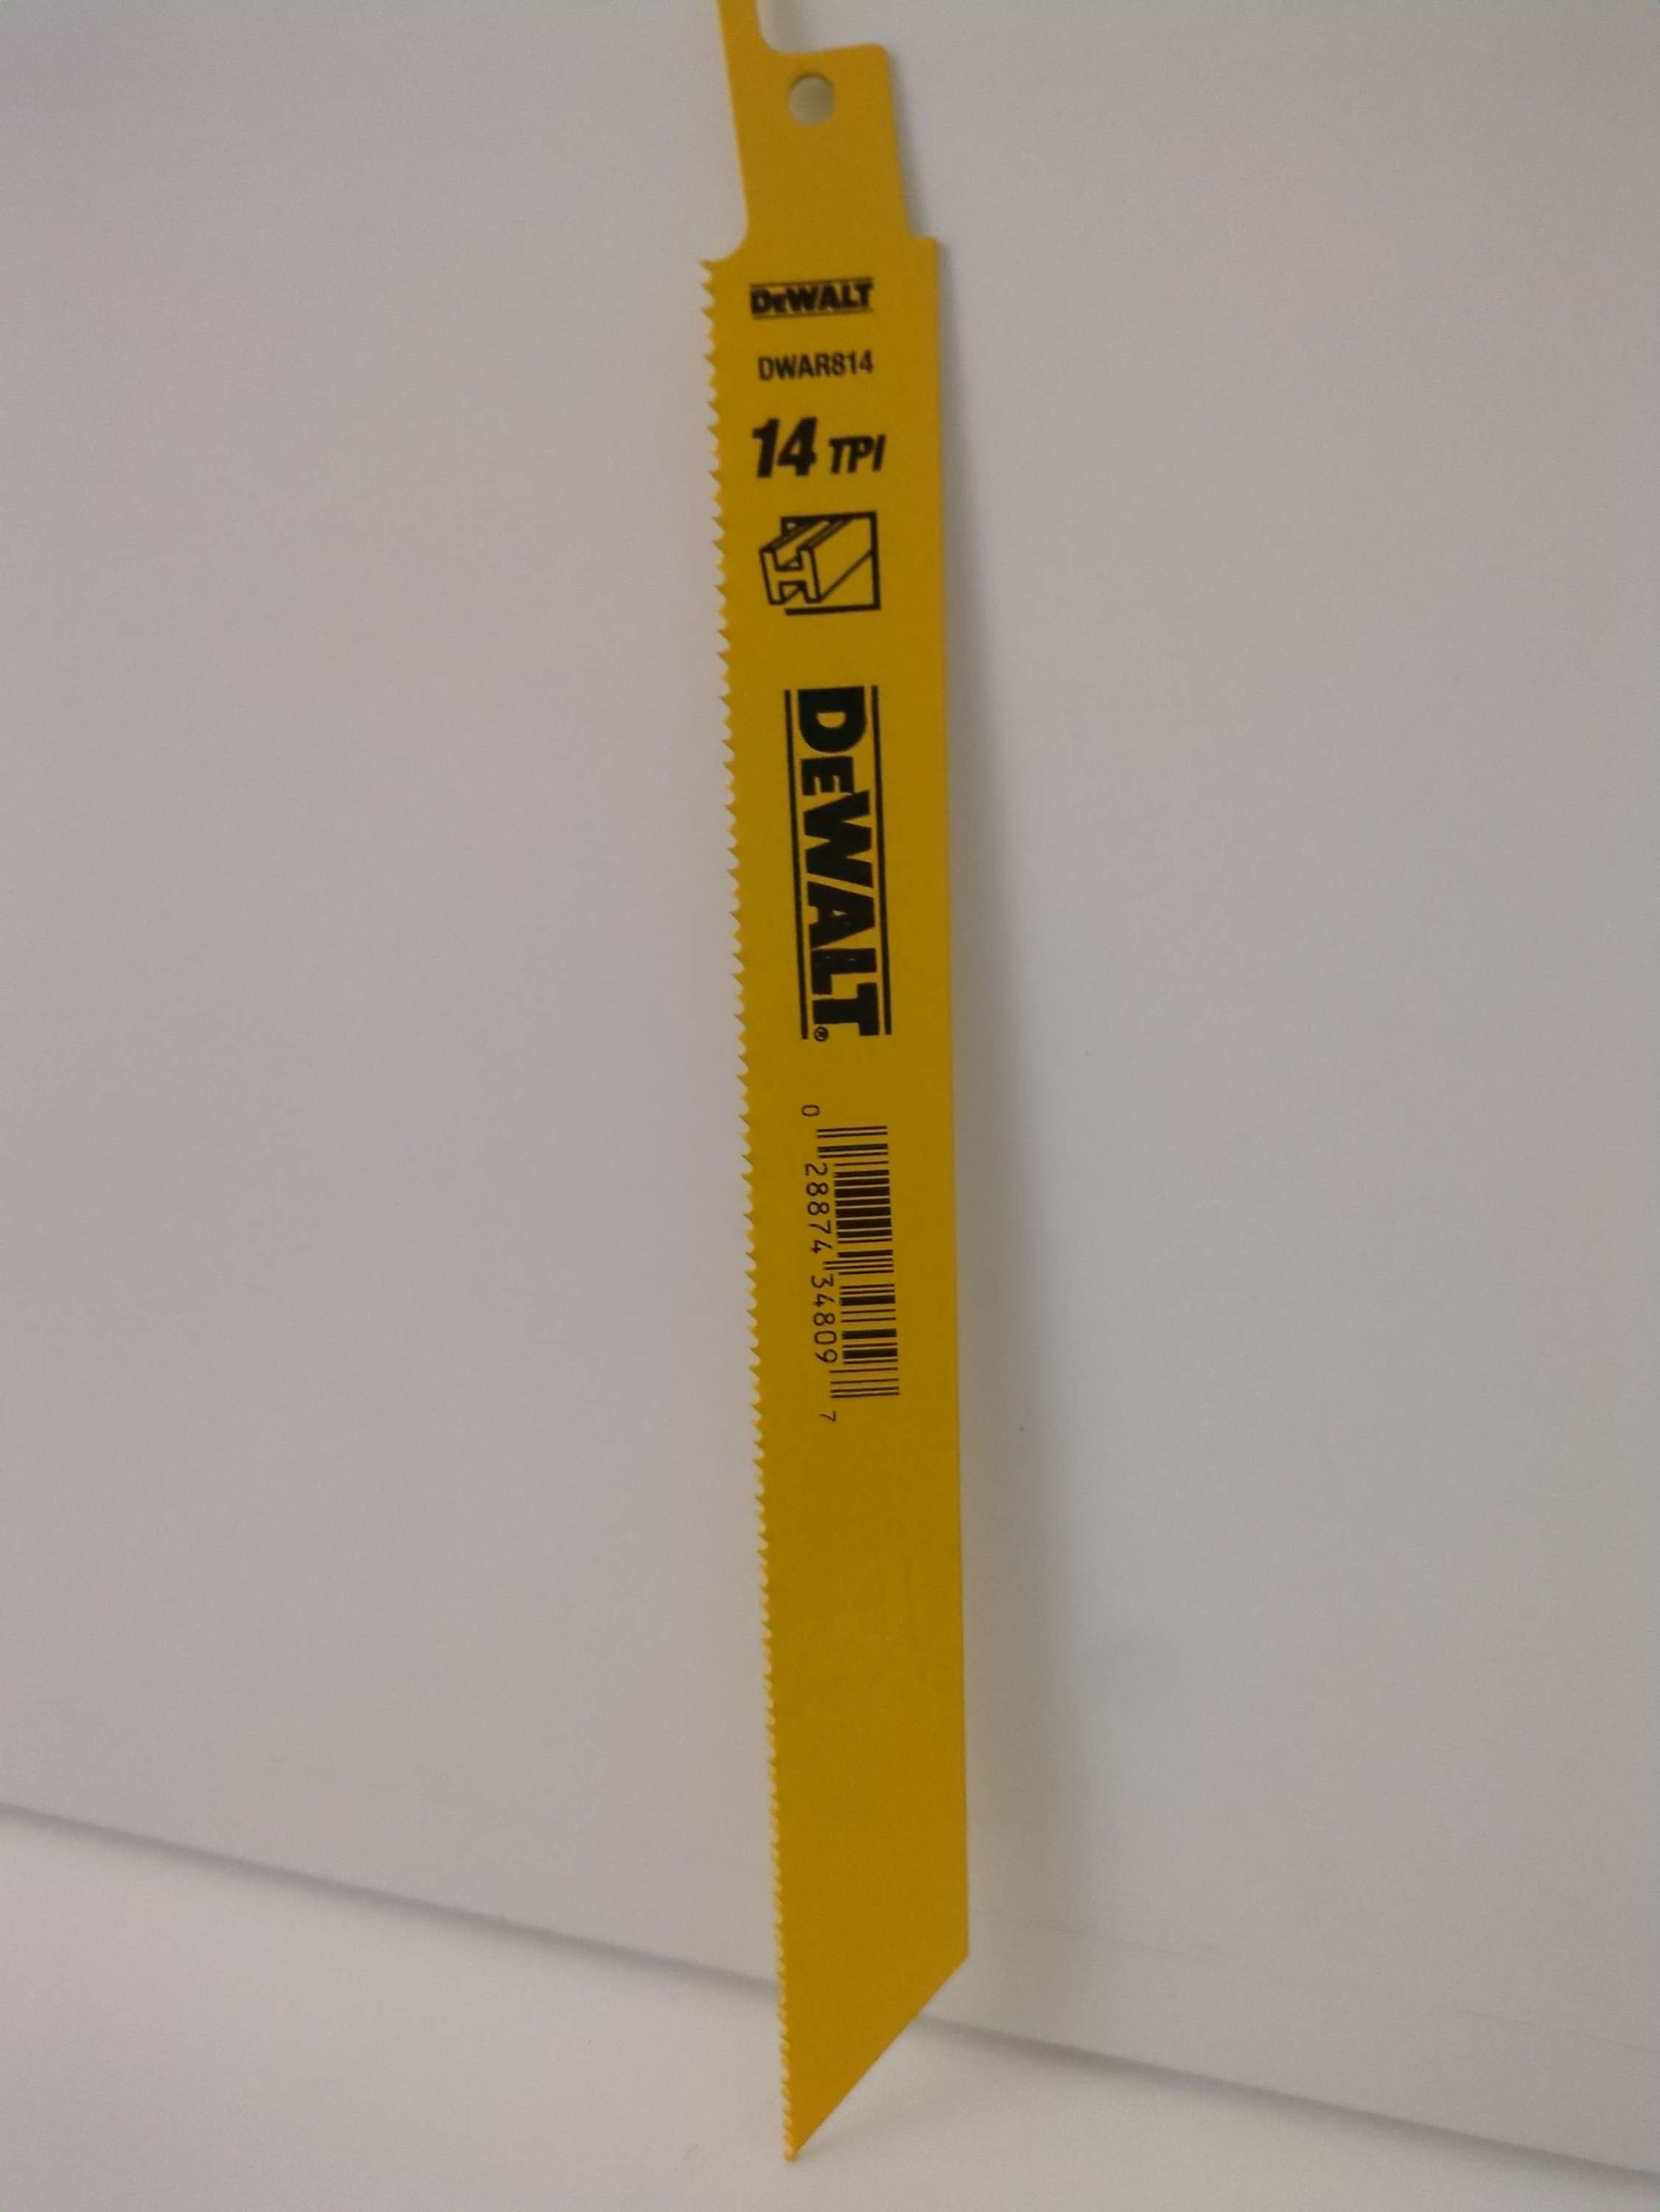 DEWALT
DWAR814
14 TPI
DEWALT®
0 28874 34809 7